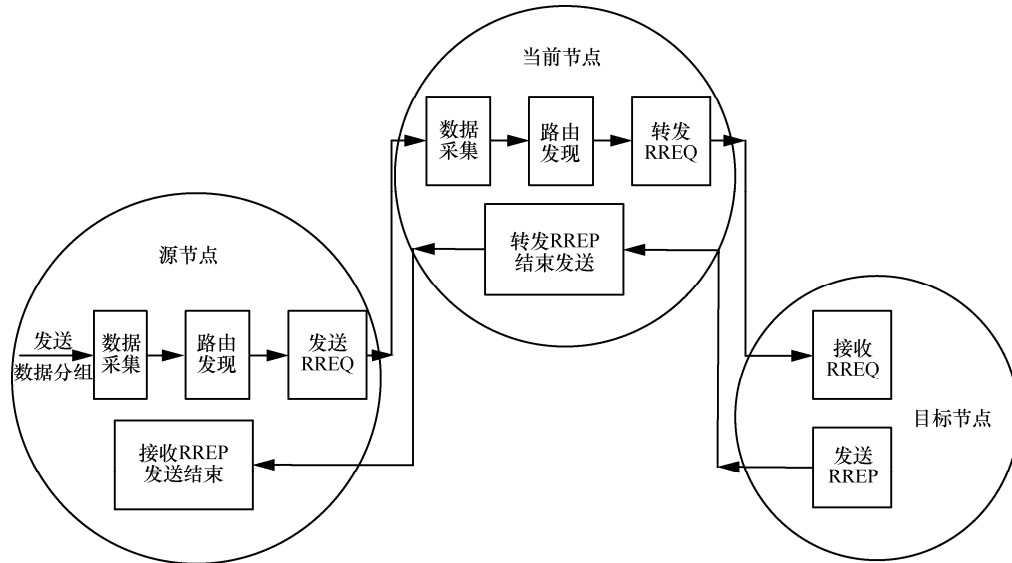 当前节点
数据
采集
路由
发现
转发
RREQ
转发RREP
结束发送
源节点
发送
数据分组
数据
采集
路由
发现
发送
RREQ
接收RREP
发送结束
接收
RREQ
目标节点
发送
RREP